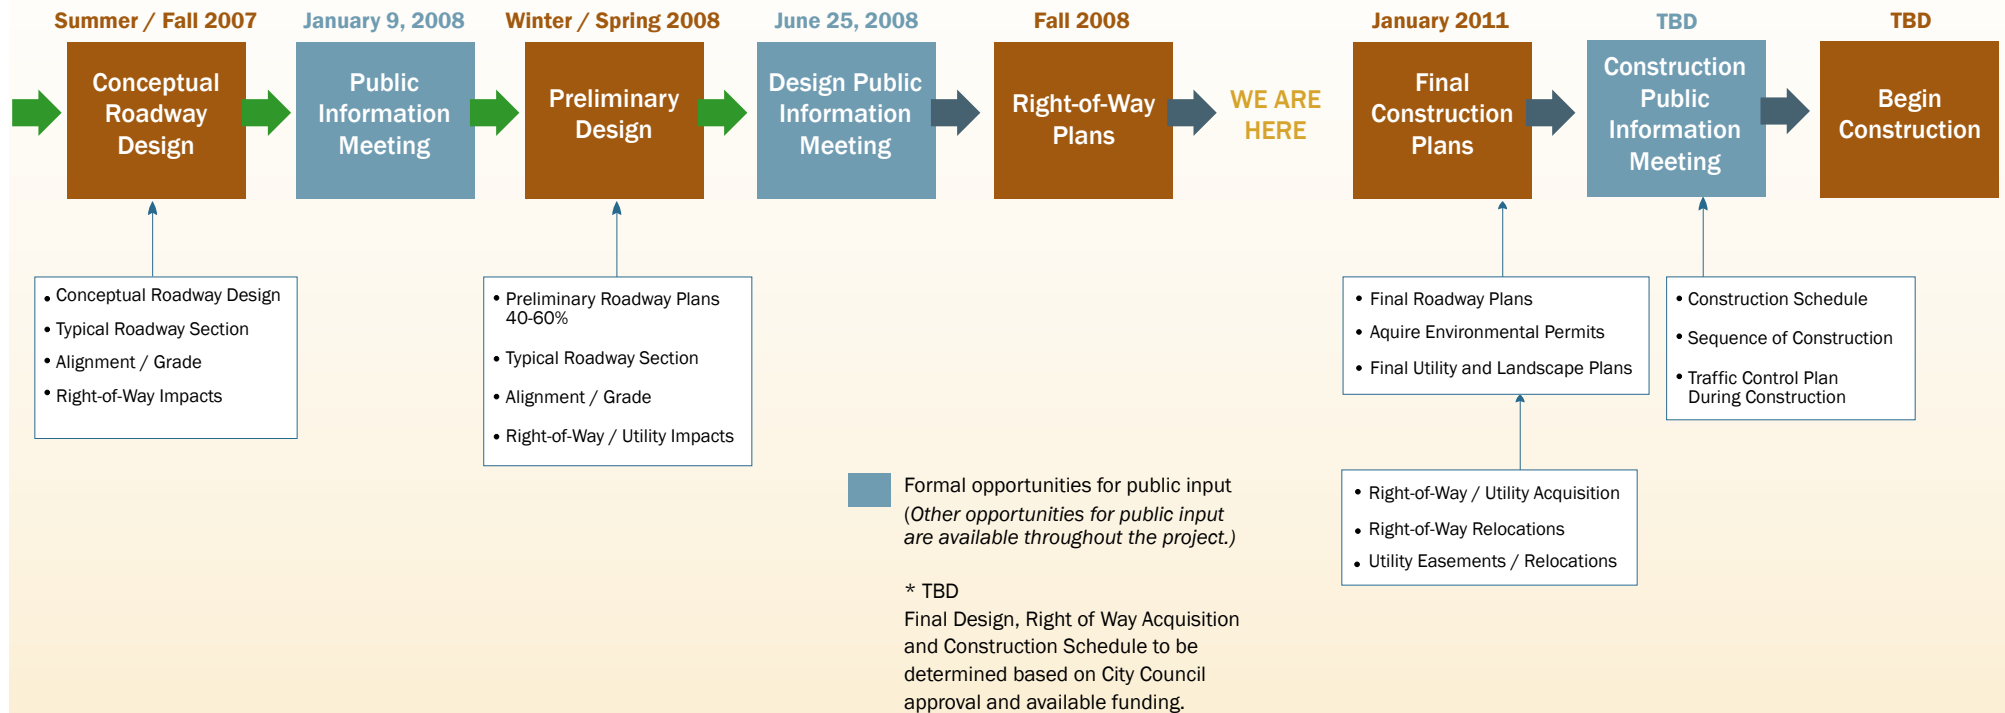 Summer / Fall 2007
January 9, 2008
Winter / Spring 2008
June 25, 2008
Fall 2008
January 2011
TBD
TBD
Conceptual
Roadway
Design
Public
Information
Meeting
Preliminary
Design
Design Public
Information
Meeting
Right-of-Way
Plans
WE ARE
HERE
Final
Construction
Plans
Construction
Public
Information
Meeting
Begin
Construction
• Conceptual Roadway Design
• Typical Roadway Section
• Alignment / Grade
• Right-of-Way Impacts
• Preliminary Roadway Plans
40-60%
• Typical Roadway Section
• Alignment / Grade
• Right-of-Way / Utility Impacts
• Final Roadway Plans
• Aquire Environmental Permits
• Final Utility and Landscape Plans
• Construction Schedule
• Sequence of Construction
• Traffic Control Plan
During Construction
• Right-of-Way / Utility Acquisition
• Right-of-Way Relocations
• Utility Easements / Relocations
Formal opportunities for public input
(Other opportunities for public input
are available throughout the project.)
* TBD
Final Design, Right of Way Acquisition
and Construction Schedule to be
determined based on City Council
approval and available funding.